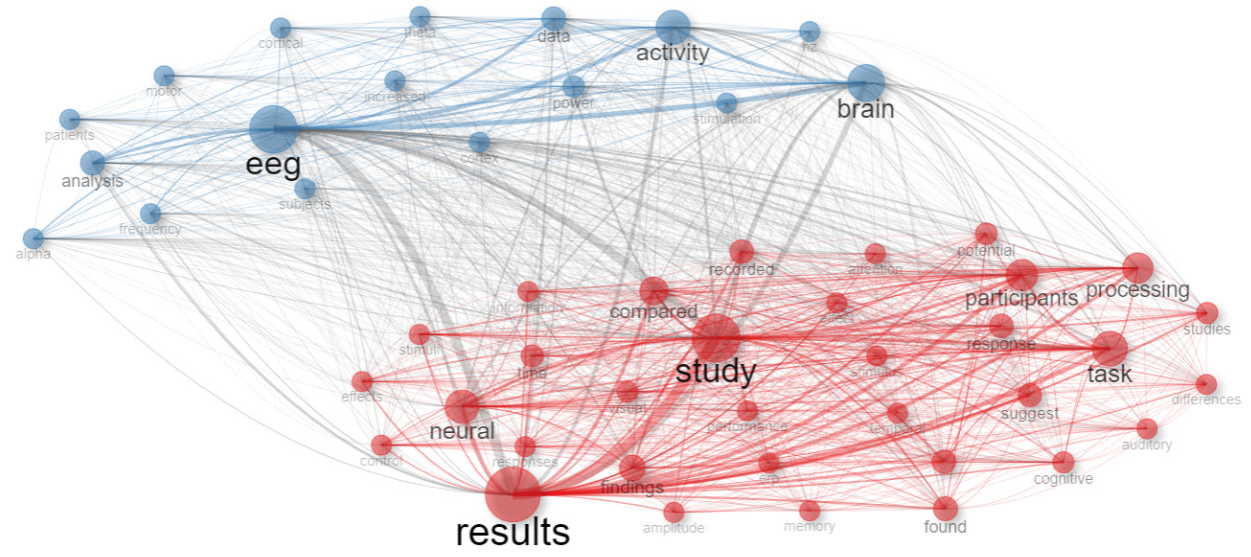 theta
cortical
data
hz
activity
motor
increased
power
brain
stimulation
patients
cortex
eeg
analysis
subjects
frequency
alpha
potential
recorded
attention
processing
participants
information
compared
studies
stimuli
response
study
time
stimulus
task
effects
visual
differences
suggest
performance
temporal
neural
auditory
control
responses
erp
cognitive
findings
amplitude
memory
found
results